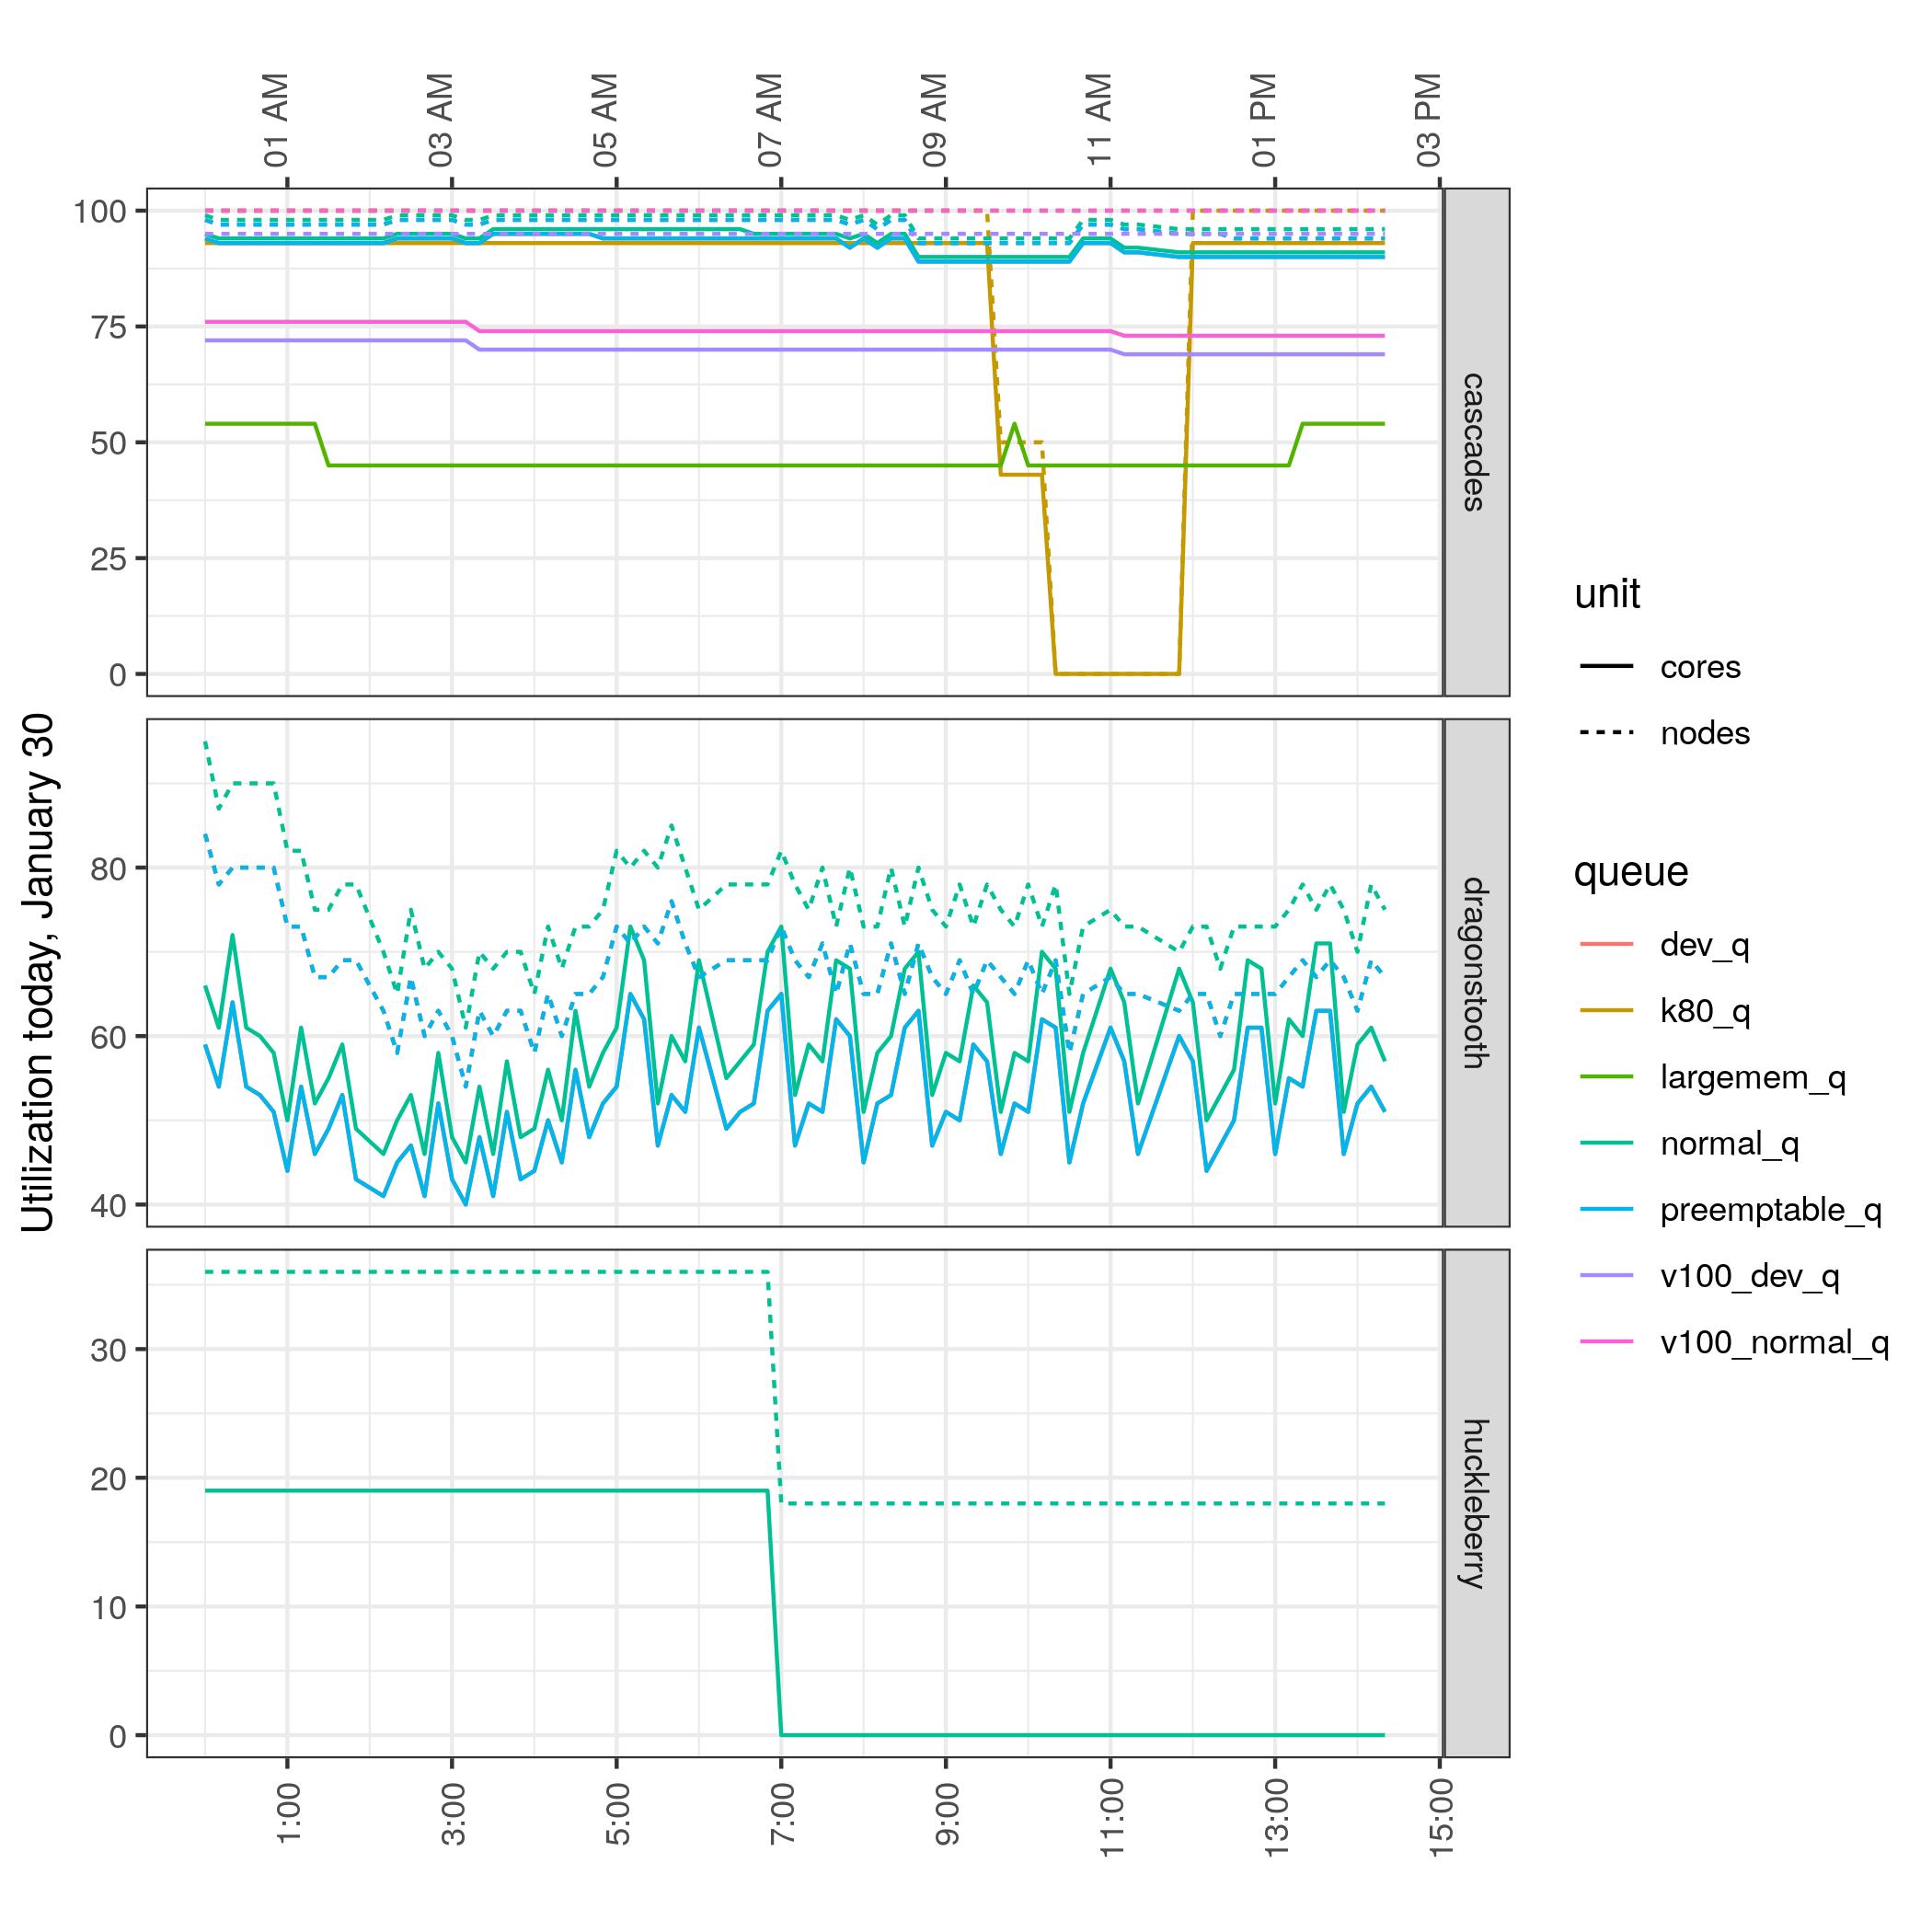 01 AM
03 AM
05 AM
07 AM
09 AM
11 AM
01 PM
03 PM
Utilization today, January 30
100
75
50
25
0
cascades
80
60
40
dragonstooth
30
20
10
0
huckleberry
1:00
3:00
5:00
7:00
9:00
11:00
13:00
15:00
unit
cores
nodes
queue
dev_q
k80_q
largemem_q
normal_q
preemptable_q
v100_dev_q
v100_normal_q